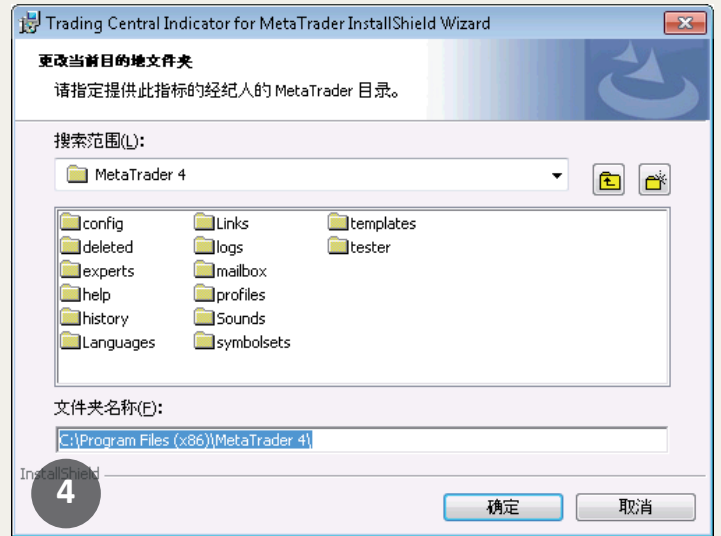 Trading Central Indicator for MetaTrader InstallShield Wizard
更改当前目的地文件夹
请指定提供此指标的经纪人的 MetaTrader 目录。
搜索范围(L):
MetaTrader 4
config
Links
templates
deleted
logs
tester
experts
mailbox
help
profiles
history
Sounds
Languages
symbolsets
文件夹名称(F):
C:\Program Files (x86)\MetaTrader 4\
InstallShield
4
确定
取消